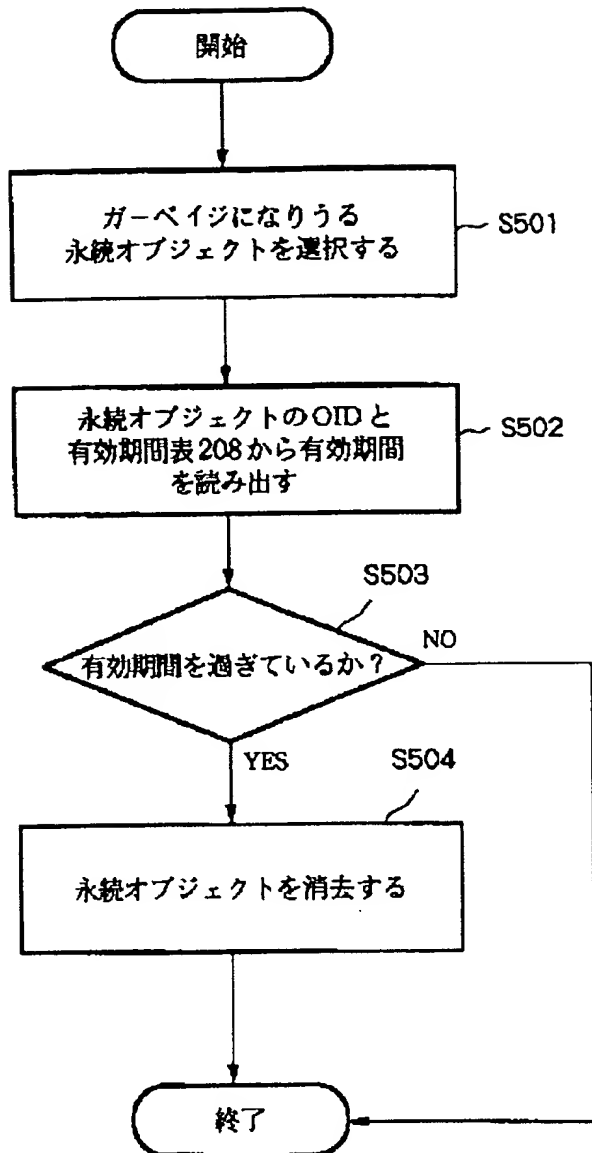 開始
ガーベイジになりうる
永続オブジェクトを選択する
S501
永続オブジェクトのOIDと
有効期間表208から有効期間
を読み出す
S502
S503
有効期間を過ぎているか？
NO
YES
S504
永続オブジェクトを消去する
終了